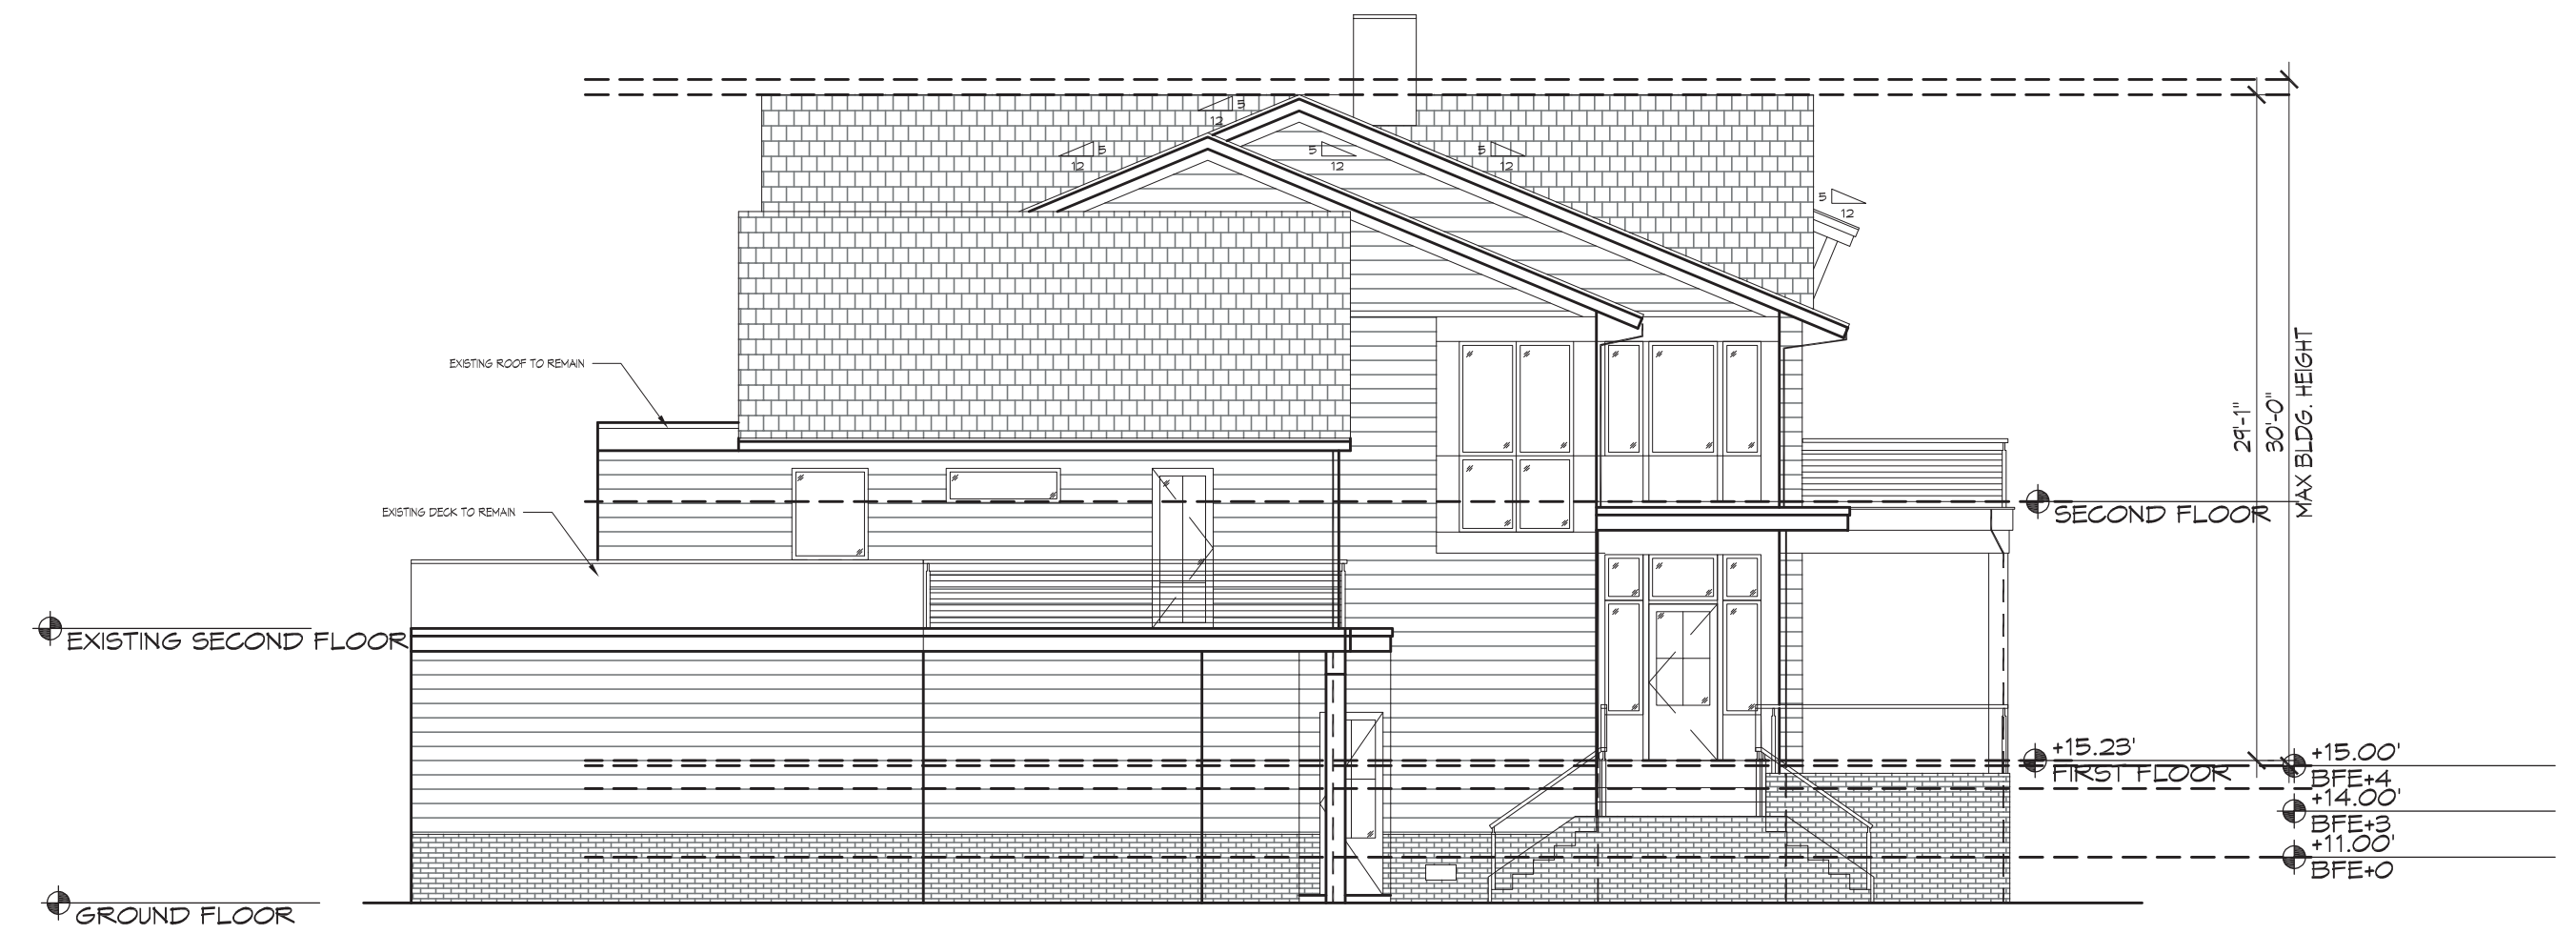 5
12
5
12
5
12
5
12
5
12
EXISTING ROOF TO REMAIN
EXISTING DECK TO REMAIN
29'-1"
30'-0"
MAX BLDG. HEIGHT
SECOND FLOOR
EXISTING SECOND FLOOR
+15.23'
FIRST FLOOR
+15.00'
BFE+4
+14.00'
BFE+3
+11.00'
BFE+0
GROUND FLOOR